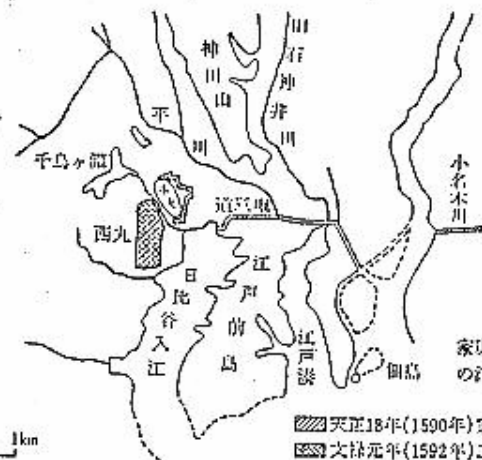 神田山
旧石神井川
平川
千鳥ヶ淵
道三堀
小名木川
西丸
日比谷入江
江戸前島
江戸湊
佃島
家
の
天正18年(1590年)
文禄元年(1592年)
1km